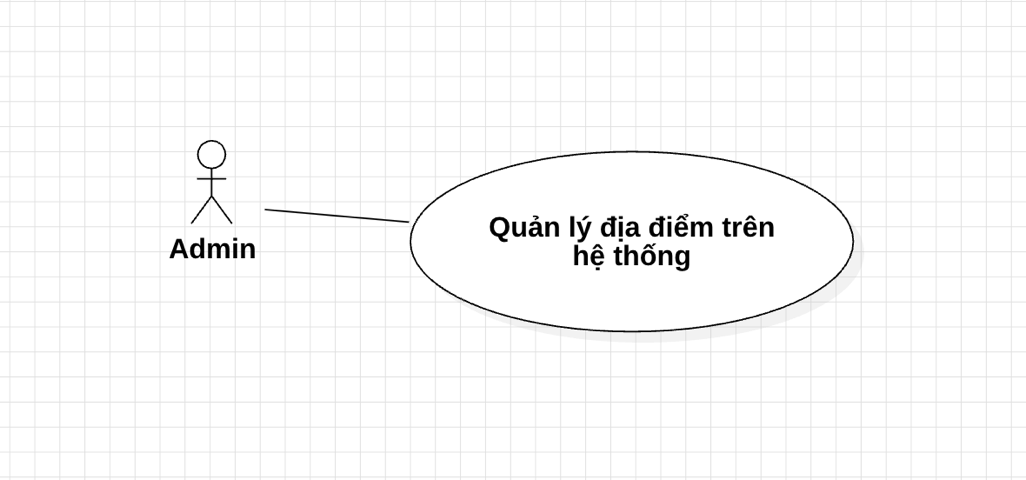 Admin
Quản lý địa điểm trên
hệ thống